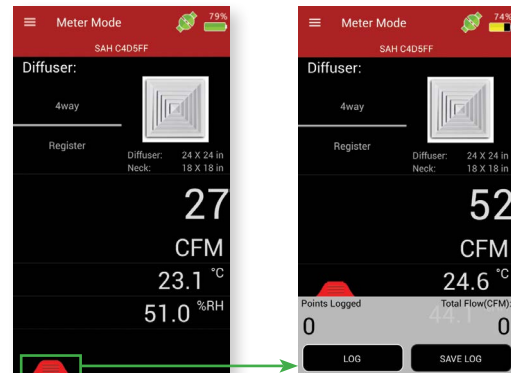 Meter Mode
79%
SAH C4D5FF
Diffuser:
4way
Register
Diffuser: 24 X 24 in
Neck: 18 X 18 in
27
CFM
23.1 °C
51.0 %RH
Meter Mode
74%
SAH C4D5FF
Diffuser:
4way
Register
Diffuser: 24 X 24 in
Neck: 18 X 18 in
52
CFM
24.6 °C
44.1
Points Logged Total Flow(CFM):
0 0
LOG SAVE LOG